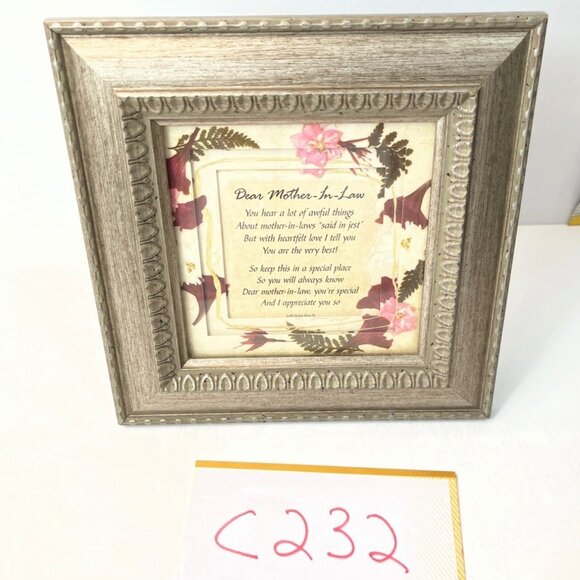 Dear Mother-In-Law
You hear a lot of awful things
About mother-in-laws "said in jest"
But with heartfelt love I tell you
You are the very best!
So keep this in a special place
So you will always know
Dear mother-in-law, you're special
And I appreciate you so
C232